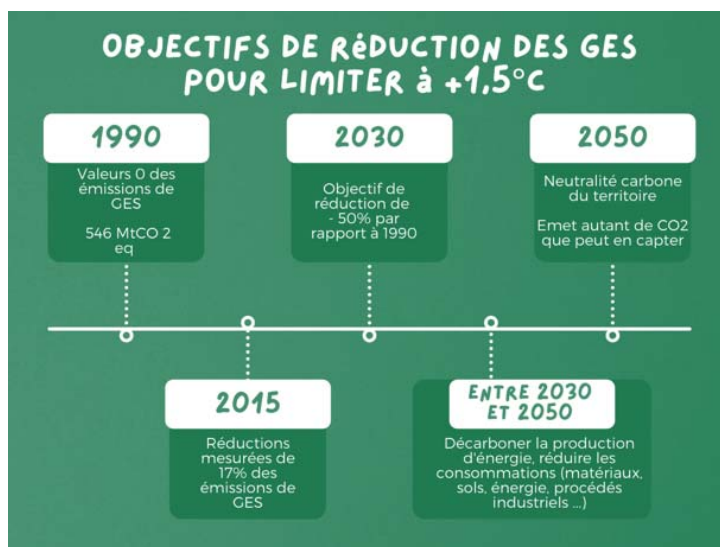 OBJECTIFS DE RéDUCTION DES GES
POUR LIMITER à +1,5°C
1990
Valeurs 0 des
émissions de
GES
546 MtCO 2
eq
2030
Objectif de
réduction de
- 50% par
rapport à 1990
2050
Neutralité carbone
du territoire
Emet autant de CO2
que peut en capter
2015
Réductions
mesurées de
17% des
émissions de
GES
ENTRE 2030
ET 2050
Décarboner la production
d'énergie, réduire les
consommations (matériaux,
sols, énergie, procédés
industriels ...)